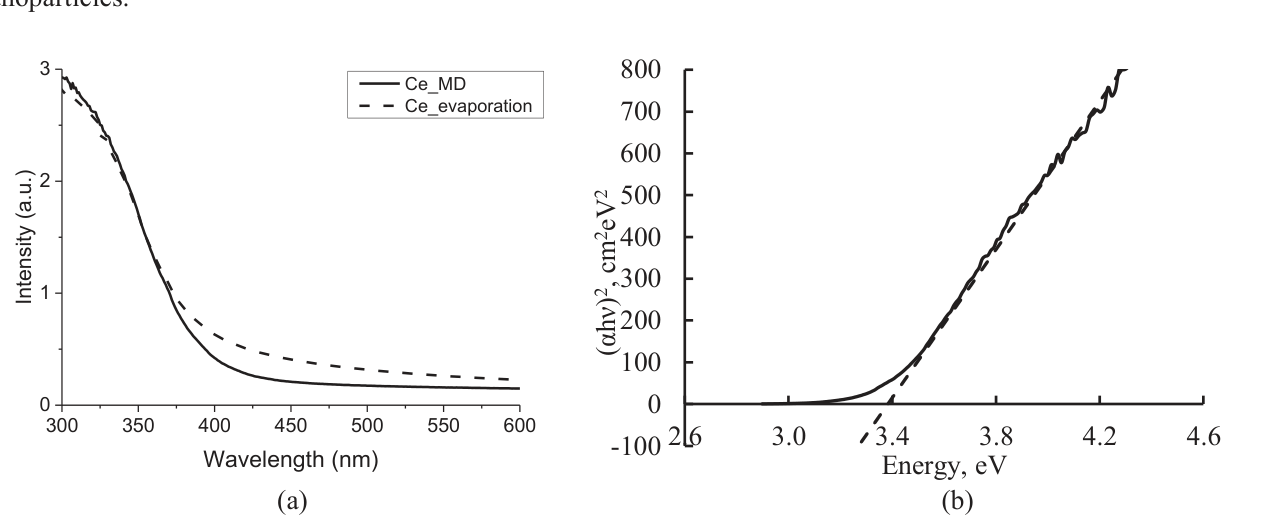 3
2
1
0
Intensity (a.u.)
300 350 400 450 500 550 600
Wavelength (nm)
Ce_MD
Ce_evaporation
(a)
800
700
600
500
400
300
200
100
0
-100
(αhν)², cm²eV²
2.6 3.0 3.4 3.8 4.2 4.6
Energy, eV
(b)